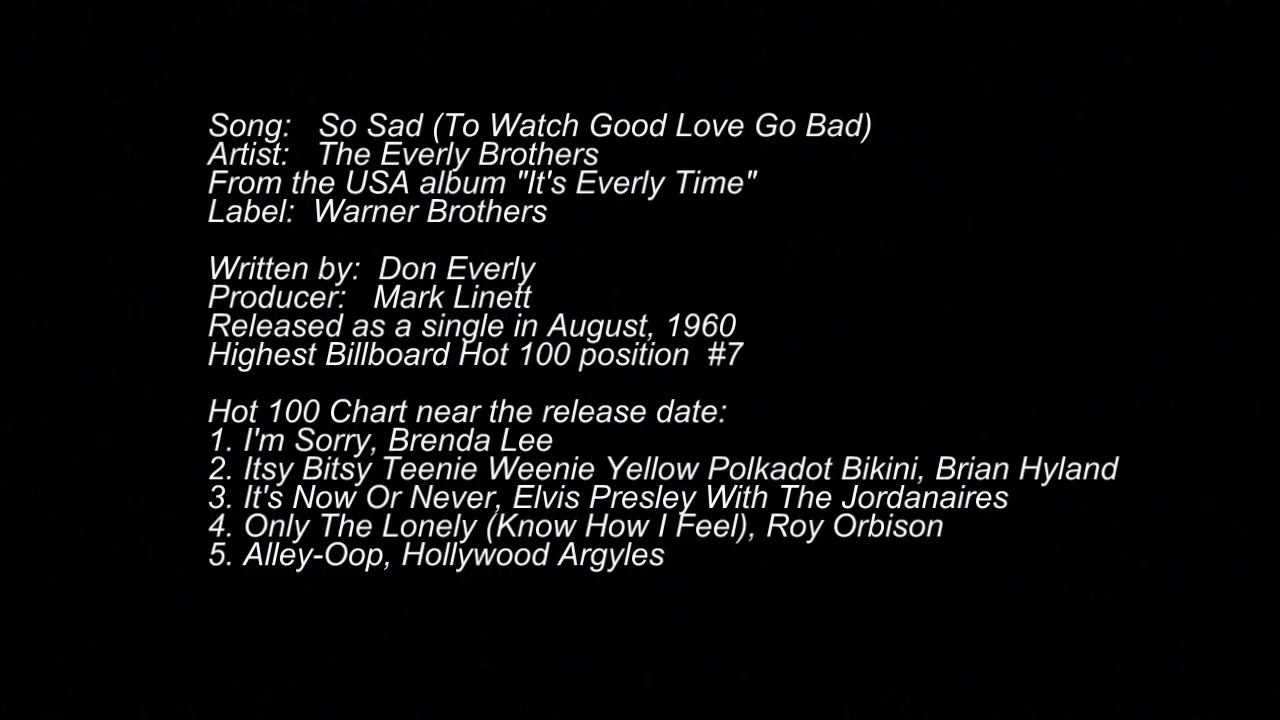 Song: So Sad (To Watch Good Love Go Bad)
Artist: The Everly Brothers
From the USA album "It's Everly Time"
Label: Warner Brothers
Written by: Don Everly
Producer: Mark Linett
Released as a single in August, 1960
Highest Billboard Hot 100 position #7
Hot 100 Chart near the release date:
1. I'm Sorry, Brenda Lee
2. Itsy Bitsy Teenie Weenie Yellow Polkadot Bikini, Brian Hyland
3. It's Now Or Never, Elvis Presley With The Jordanaires
4. Only The Lonely (Know How I Feel), Roy Orbison
5. Alley-Oop, Hollywood Argyles